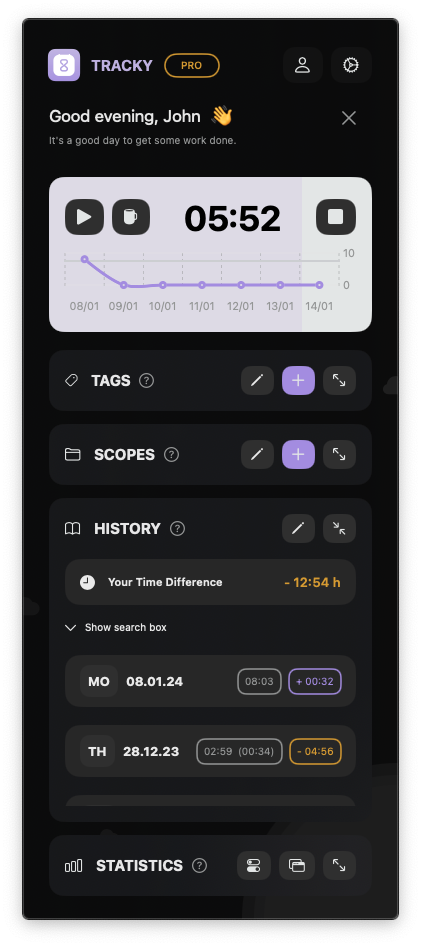 TRACKY PRO
Good evening, John 👋
It's a good day to get some work done.
05:52
10
0
08/01 09/01 10/01 11/01 12/01 13/01 14/01
TAGS ?
SCOPES ?
HISTORY ?
Your Time Difference - 12:54 h
Show search box
MO 08.01.24 08:03 + 00:32
TH 28.12.23 02:59 (00:34) - 04:56
STATISTICS ?